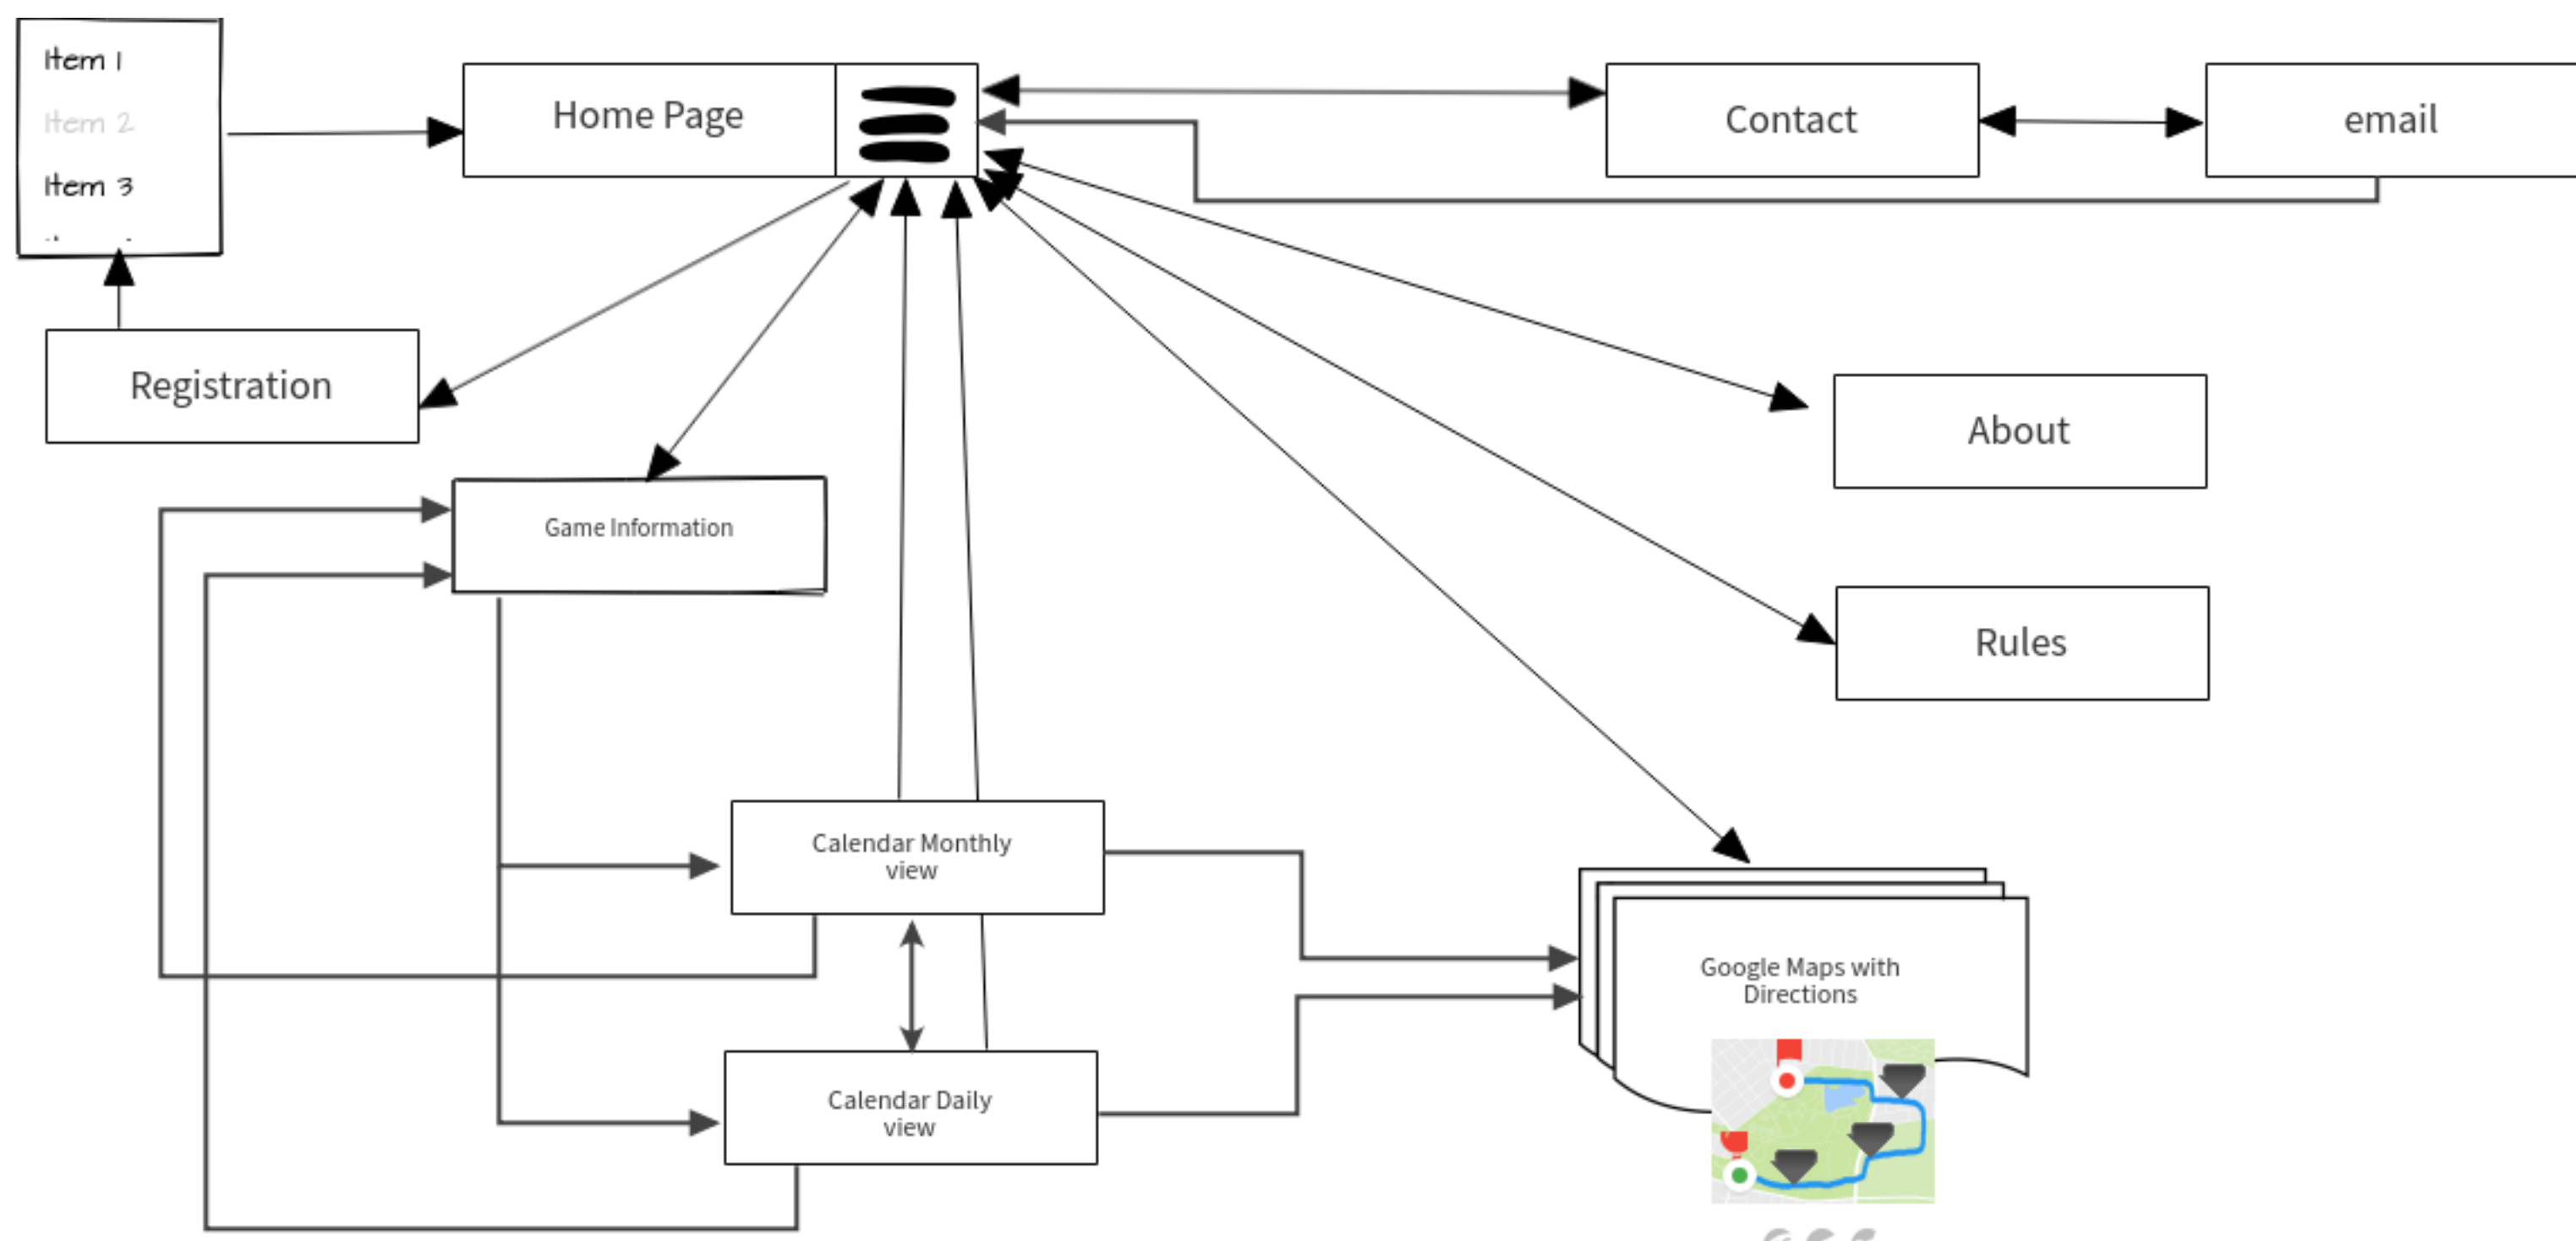 Item 1
Item 2
Item 3
Home Page
Contact
email
Registration
About
Game Information
Rules
Calendar Monthly
view
Google Maps with
Directions
Calendar Daily
view